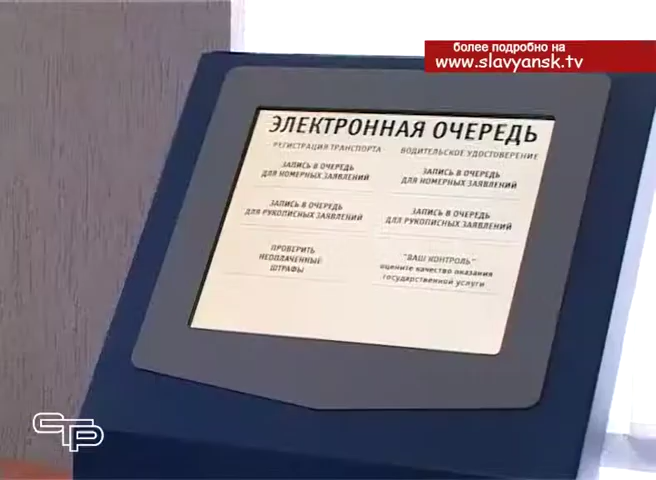 более подробно на
www.slavyansk.tv
ЭЛЕКТРОННАЯ ОЧЕРЕДЬ
РЕГИСТРАЦИЯ ТРАНСПОРТА
ЗАПИСЬ В ОЧЕРЕДЬ
ДЛЯ НОМЕРНЫХ ЗАЯВЛЕНИЙ
ЗАПИСЬ В ОЧЕРЕДЬ
ДЛЯ РУКОПИСНЫХ ЗАЯВЛЕНИЙ
ПРОВЕРИТЬ
НЕОПЛАЧЕННЫЕ
ШТРАФЫ
ВОДИТЕЛЬСКОЕ УДОСТОВЕРЕНИЕ
ЗАПИСЬ В ОЧЕРЕДЬ
ДЛЯ НОМЕРНЫХ ЗАЯВЛЕНИЙ
ЗАПИСЬ В ОЧЕРЕДЬ
ДЛЯ РУКОПИСНЫХ ЗАЯВЛЕНИЙ
"ВАШ КОНТРОЛЬ"
оцените качество оказания
государственной услуги
СТР